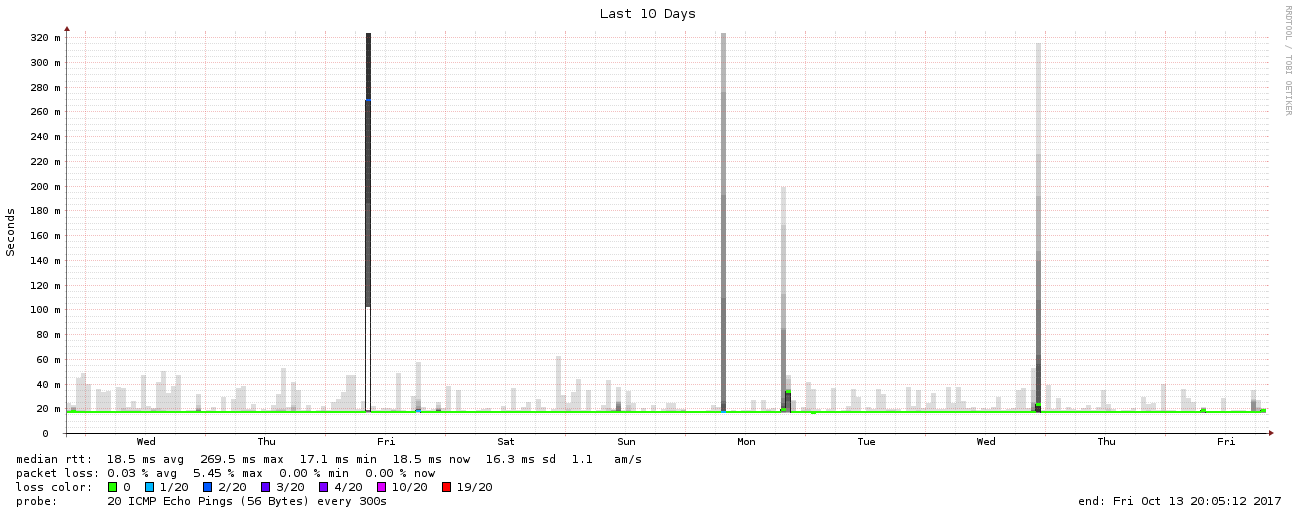 Last 10 Days
RRDTOOL / TOBI OETIKER
Seconds
320 m
300 m
280 m
260 m
240 m
220 m
200 m
180 m
160 m
140 m
120 m
100 m
80 m
60 m
40 m
20 m
0
Wed Thu Fri Sat Sun Mon Tue Wed Thu Fri
median rtt: 18.5 ms avg 269.5 ms max 17.1 ms min 18.5 ms now 16.3 ms sd 1.1 am/s
packet loss: 0.03 % avg 5.45 % max 0.00 % min 0.00 % now
loss color: 0 1/20 2/20 3/20 4/20 10/20 19/20
probe: 20 ICMP Echo Pings (56 Bytes) every 300s end: Fri Oct 13 20:05:12 2017